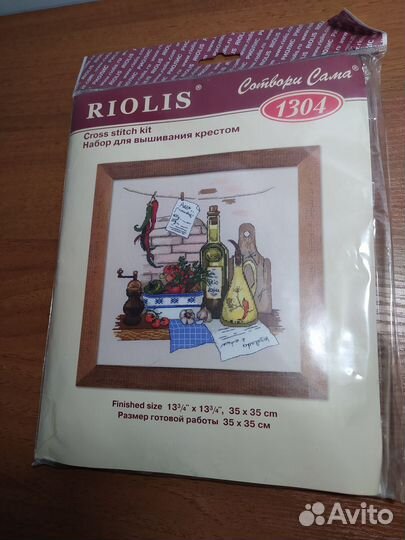 RIOLIS®
Сотвори Сама®
1304
Cross stitch kit
Набор для вышивания крестом
Finished size 13¾" x 13¾", 35 x 35 cm
Размер готовой работы 35 x 35 см
Avito